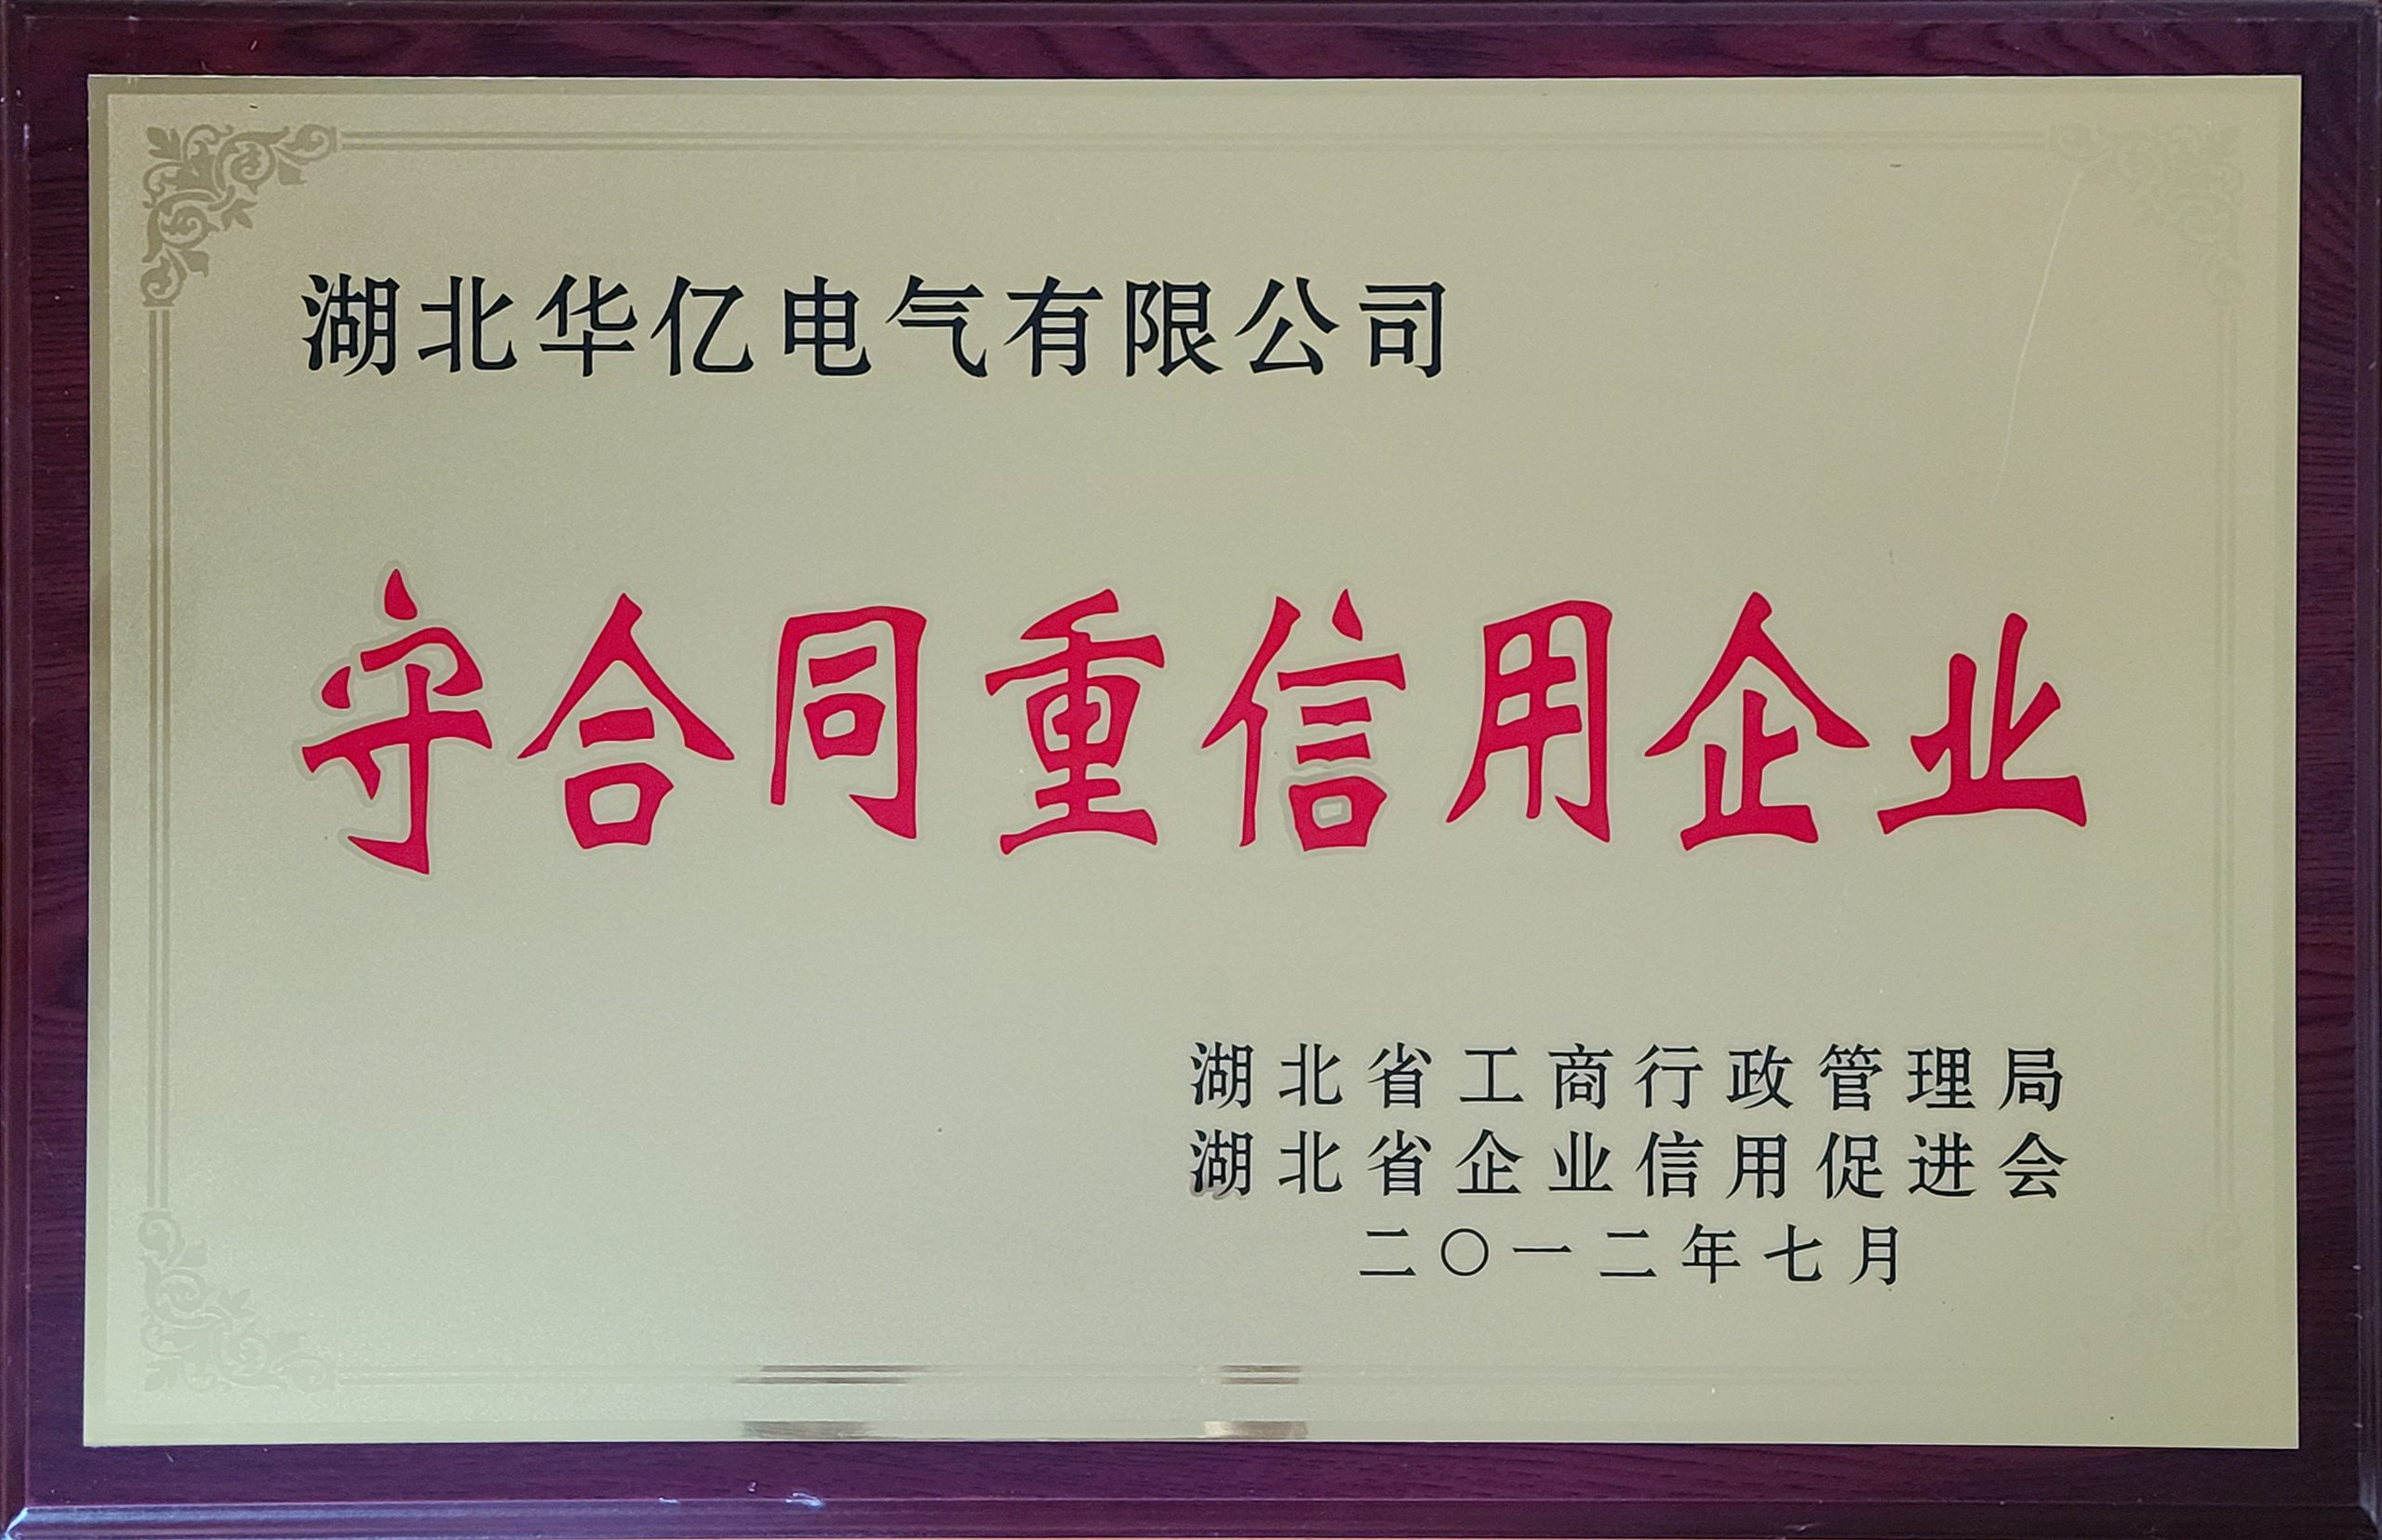 湖北华亿电气有限公司
守合同重信用企业
湖北省工商行政管理局
湖北省企业信用促进会
二〇一二年七月